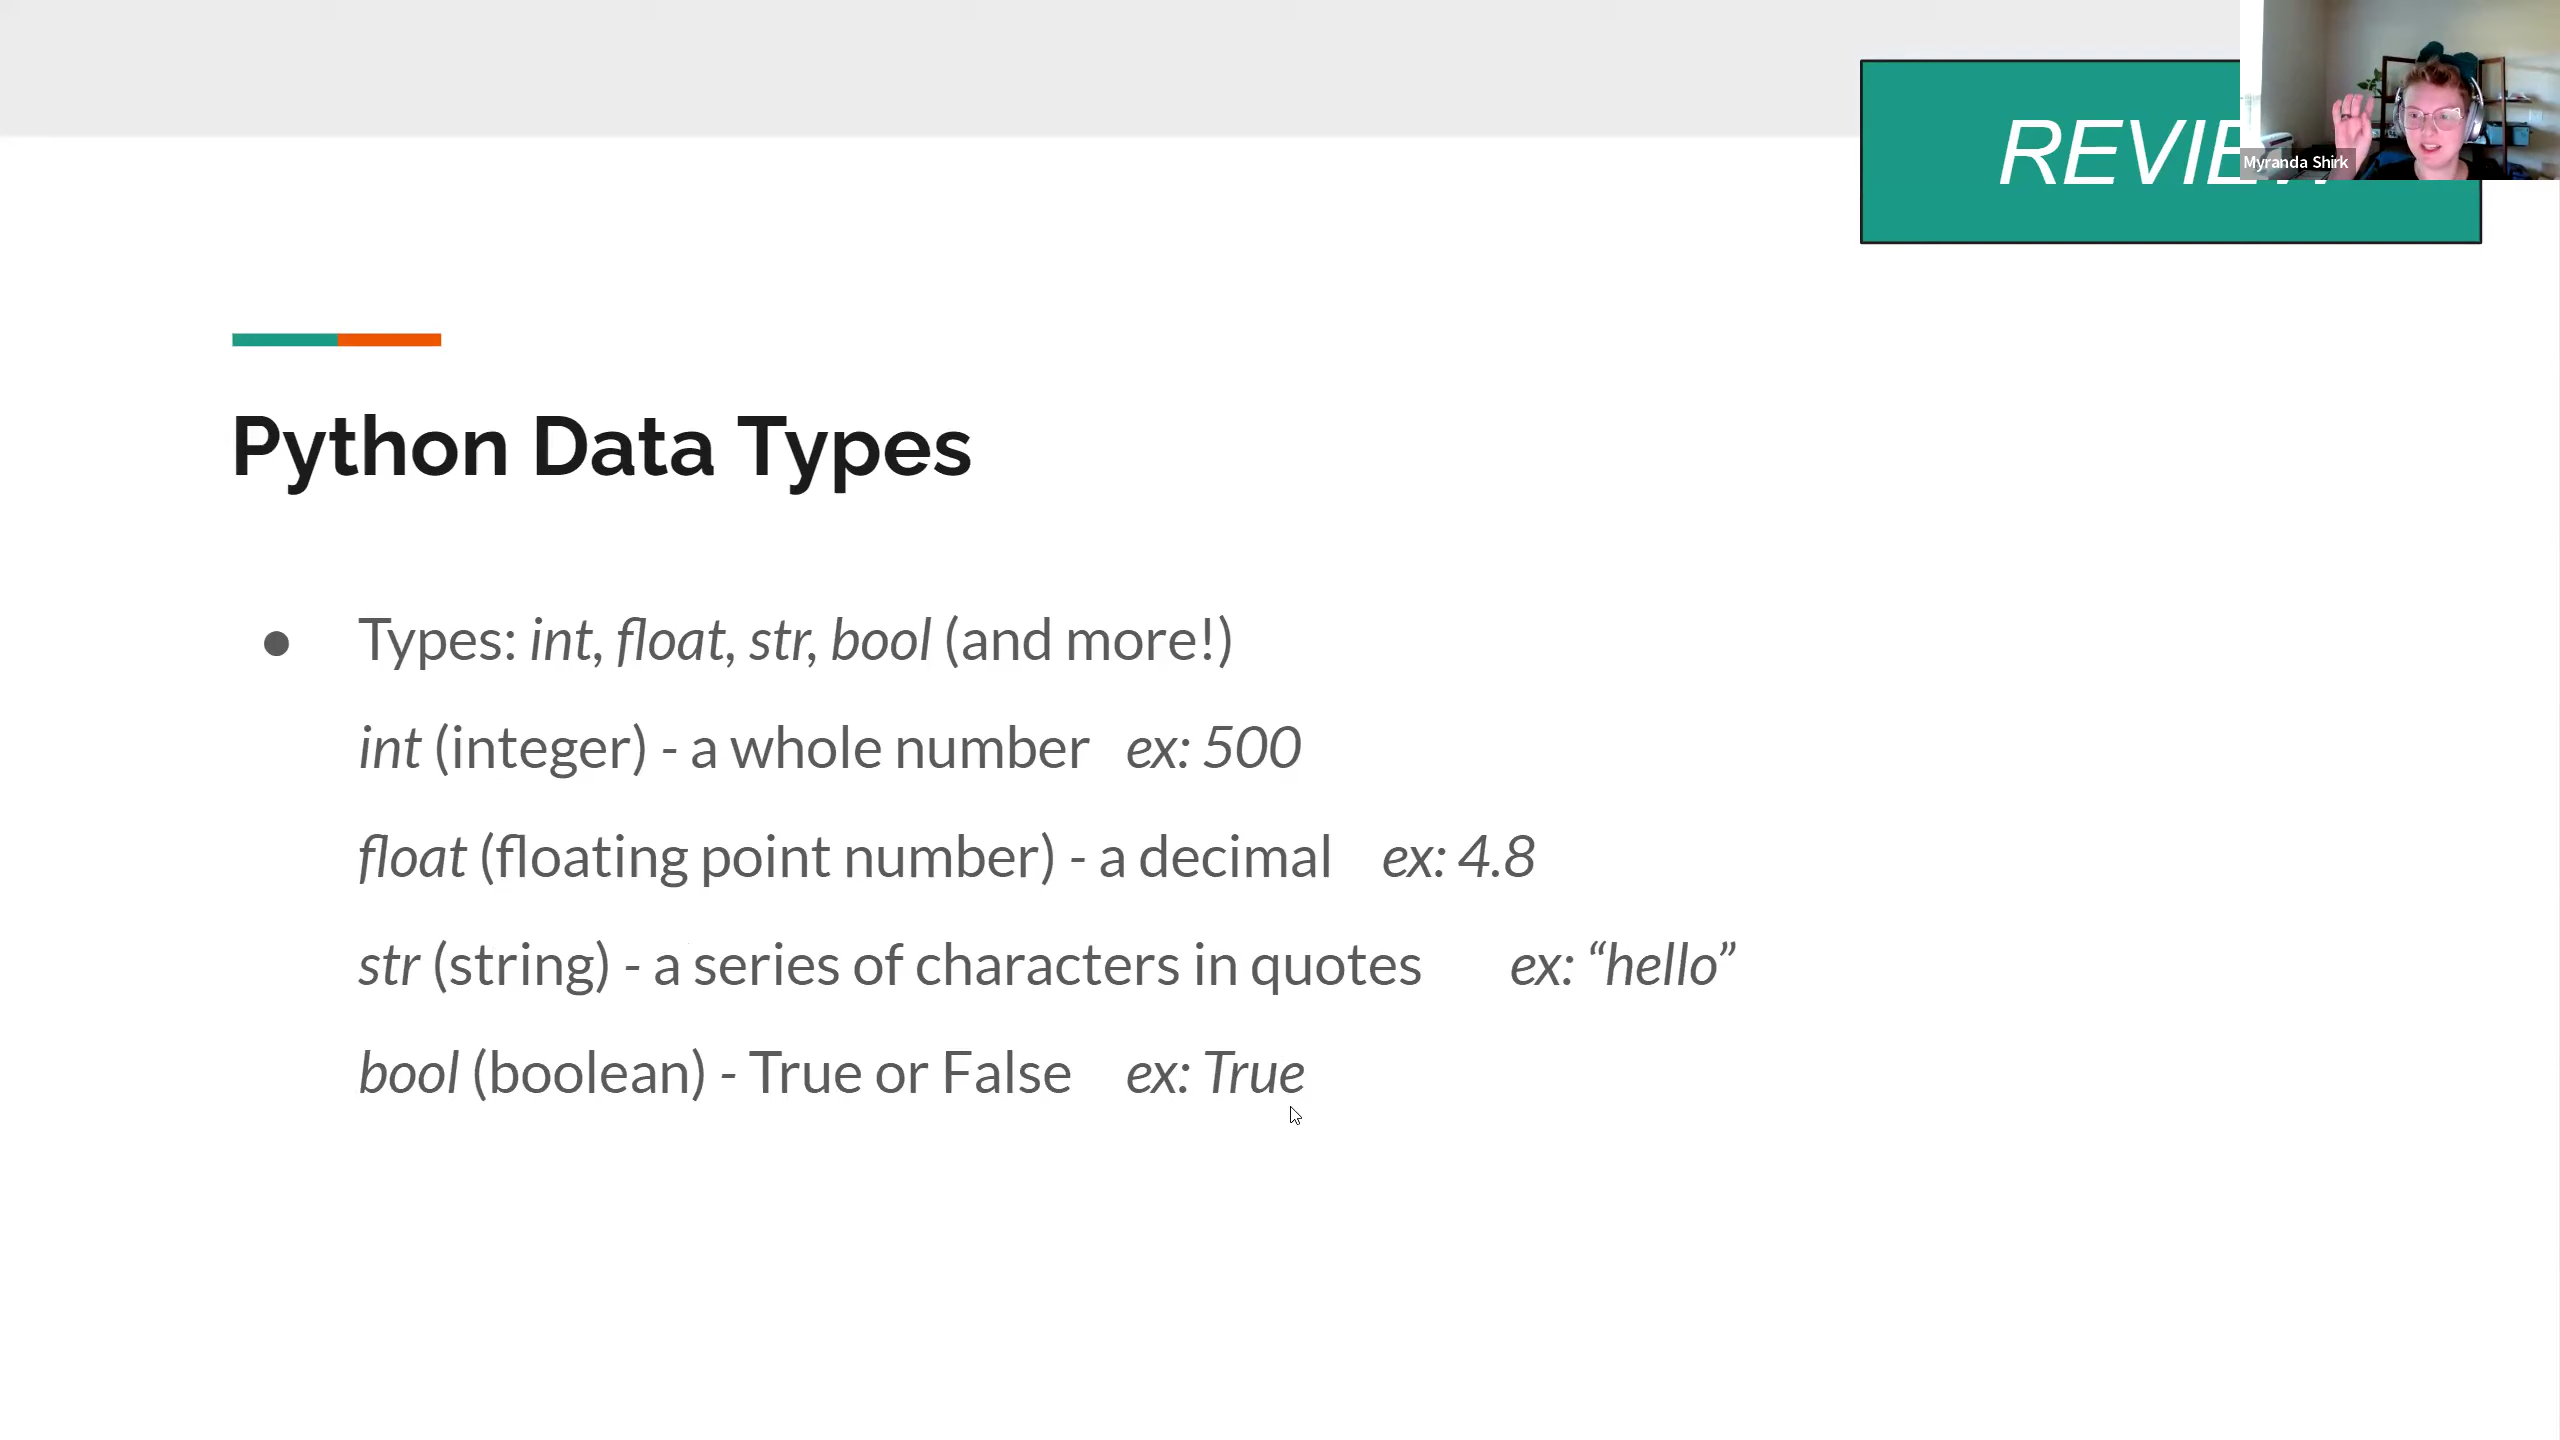 Myranda Shirk
Python Data Types
● Types: int, float, str, bool (and more!)
int (integer) - a whole number ex: 500
float (floating point number) - a decimal ex: 4.8
str (string) - a series of characters in quotes ex: “hello”
bool (boolean) - True or False ex: True